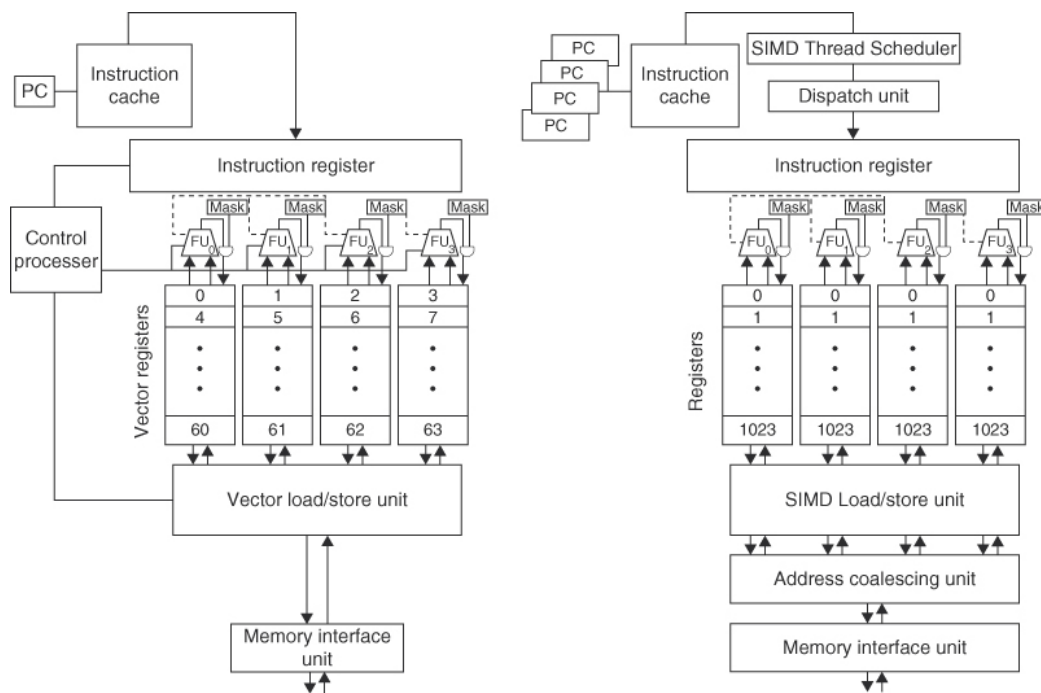 PC
Instruction
cache
Instruction register
Mask Mask Mask Mask
FU0 FU1 FU2 FU3
Control
processer
Vector registers
0 1 2 3
4 5 6 7
60 61 62 63
Vector load/store unit
Memory interface
unit
PC
PC
PC
PC
Instruction
cache
SIMD Thread Scheduler
Dispatch unit
Instruction register
Mask Mask Mask Mask
FU0 FU1 FU2 FU3
Registers
0 0 0 0
1 1 1 1
1023 1023 1023 1023
SIMD Load/store unit
Address coalescing unit
Memory interface unit